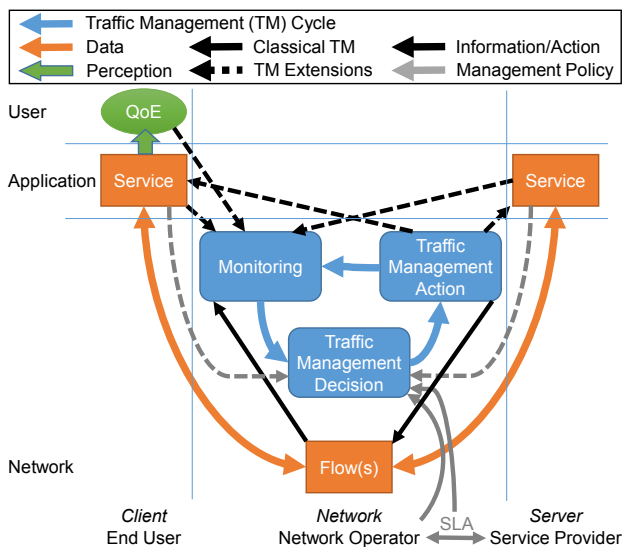 Traffic Management (TM) Cycle
Data
Classical TM
Information/Action
Perception
TM Extensions
Management Policy
User
QoE
Application
Service
Service
Monitoring
Traffic
Management
Action
Traffic
Management
Decision
Network
Flow(s)
Client
End User
Network
Network Operator
SLA
Server
Service Provider